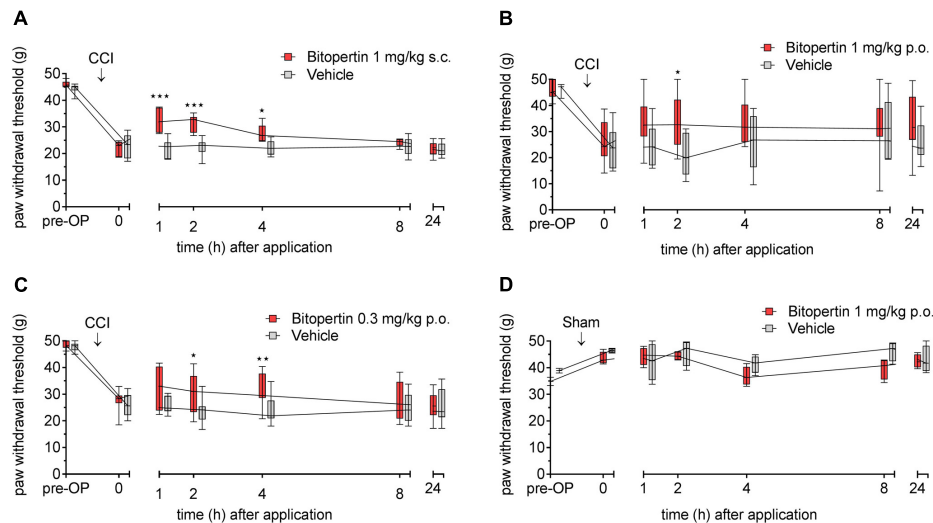 A
CCI
Bitopertin 1 mg/kg s.c.
Vehicle
paw withdrawal threshold (g)
50
40
30
20
10
0
*** *** *
pre-OP 0 1 2 4 8 24
time (h) after application
B
CCI
Bitopertin 1 mg/kg p.o.
Vehicle
paw withdrawal threshold (g)
50
40
30
20
10
0
*
pre-OP 0 1 2 4 8 24
time (h) after application
C
CCI
Bitopertin 0.3 mg/kg p.o.
Vehicle
paw withdrawal threshold (g)
50
40
30
20
10
0
* **
pre-OP 0 1 2 4 8 24
time (h) after application
D
Sham
Bitopertin 1 mg/kg p.o.
Vehicle
paw withdrawal threshold (g)
50
40
30
20
10
0
pre-OP 0 1 2 4 8 24
time (h) after application